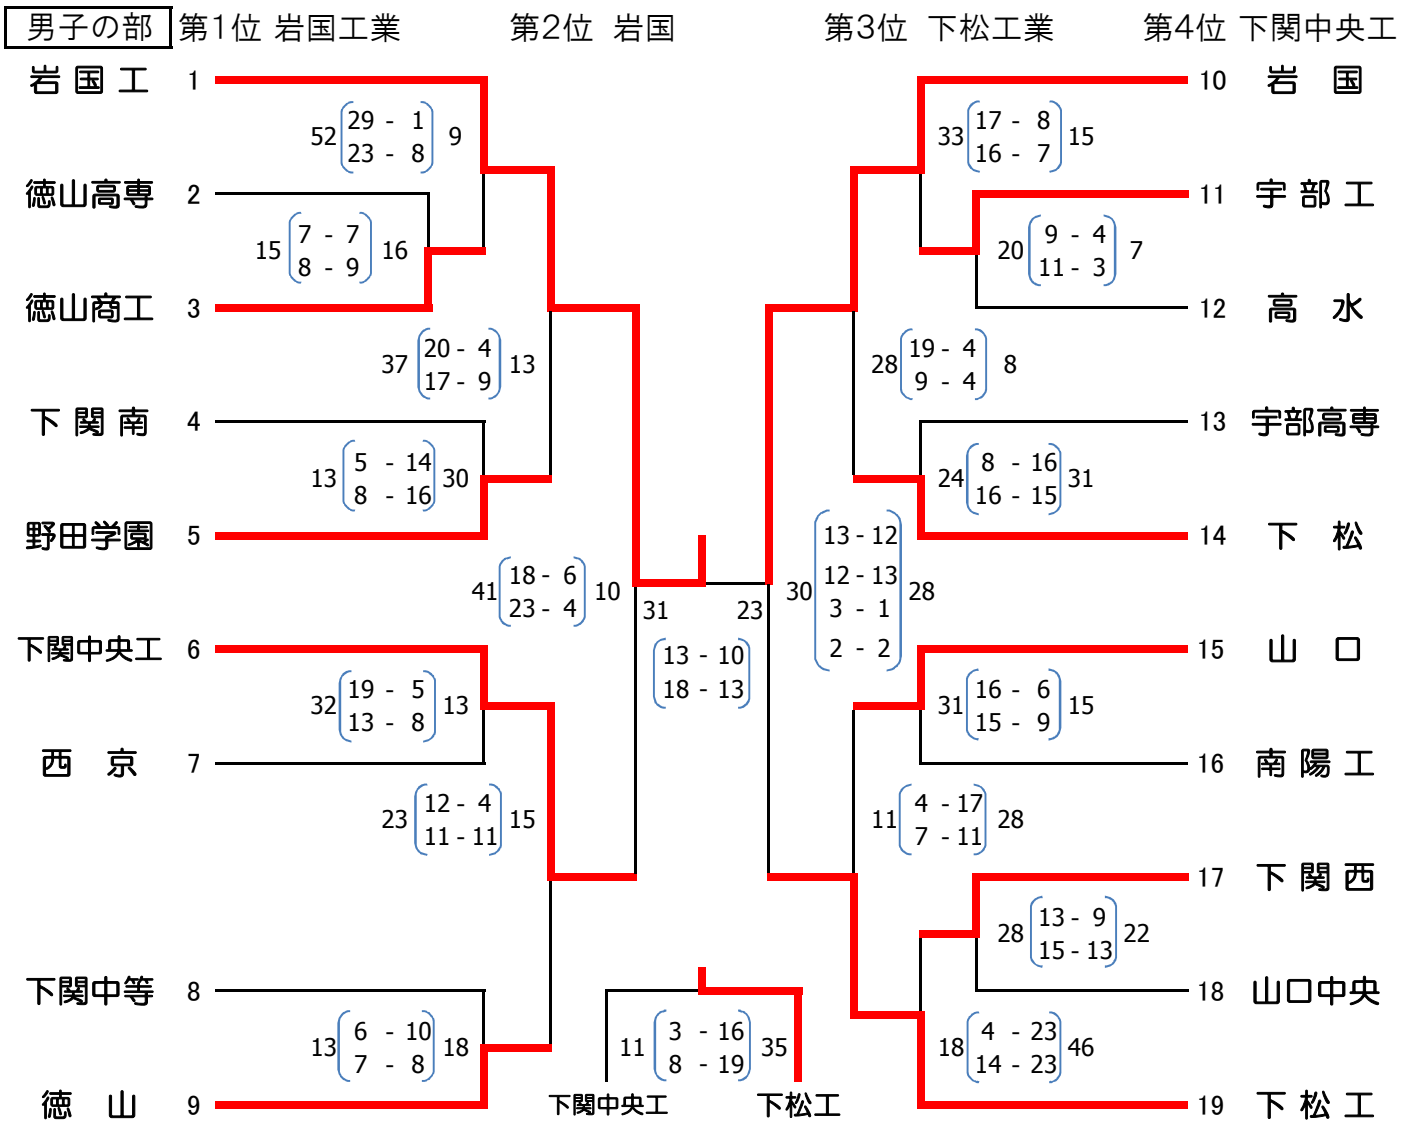 男子の部 第1位 岩国工業 第2位 岩国 第3位 下松工業 第4位 下関中央工
岩国工 1
52 29 - 1 9
23 - 8
徳山高専 2
15 7 - 7 16
8 - 9
徳山商工 3
37 20 - 4 13
17 - 9
下関南 4
13 5 - 14 30
8 - 16
野田学園 5
41 18 - 6 10
23 - 4
下関中央工 6
32 19 - 5 13
13 - 8
西京 7
23 12 - 4 15
11 - 11
下関中等 8
13 6 - 10 18
7 - 8
徳山 9
31 23
13 - 10
18 - 13
11 3 - 16 35
8 - 19
下関中央工 下松工
10 岩国
33 17 - 8 15
16 - 7
11 宇部工
20 9 - 4 7
11 - 3
12 高水
28 19 - 4 8
9 - 4
13 宇部高専
24 8 - 16 31
16 - 15
14 下松
13 - 12
30 12 - 13 28
3 - 1
2 - 2
15 山口
31 16 - 6 15
15 - 9
16 南陽工
11 4 - 17 28
7 - 11
17 下関西
28 13 - 9 22
15 - 13
18 山口中央
18 4 - 23 46
14 - 23
19 下松工